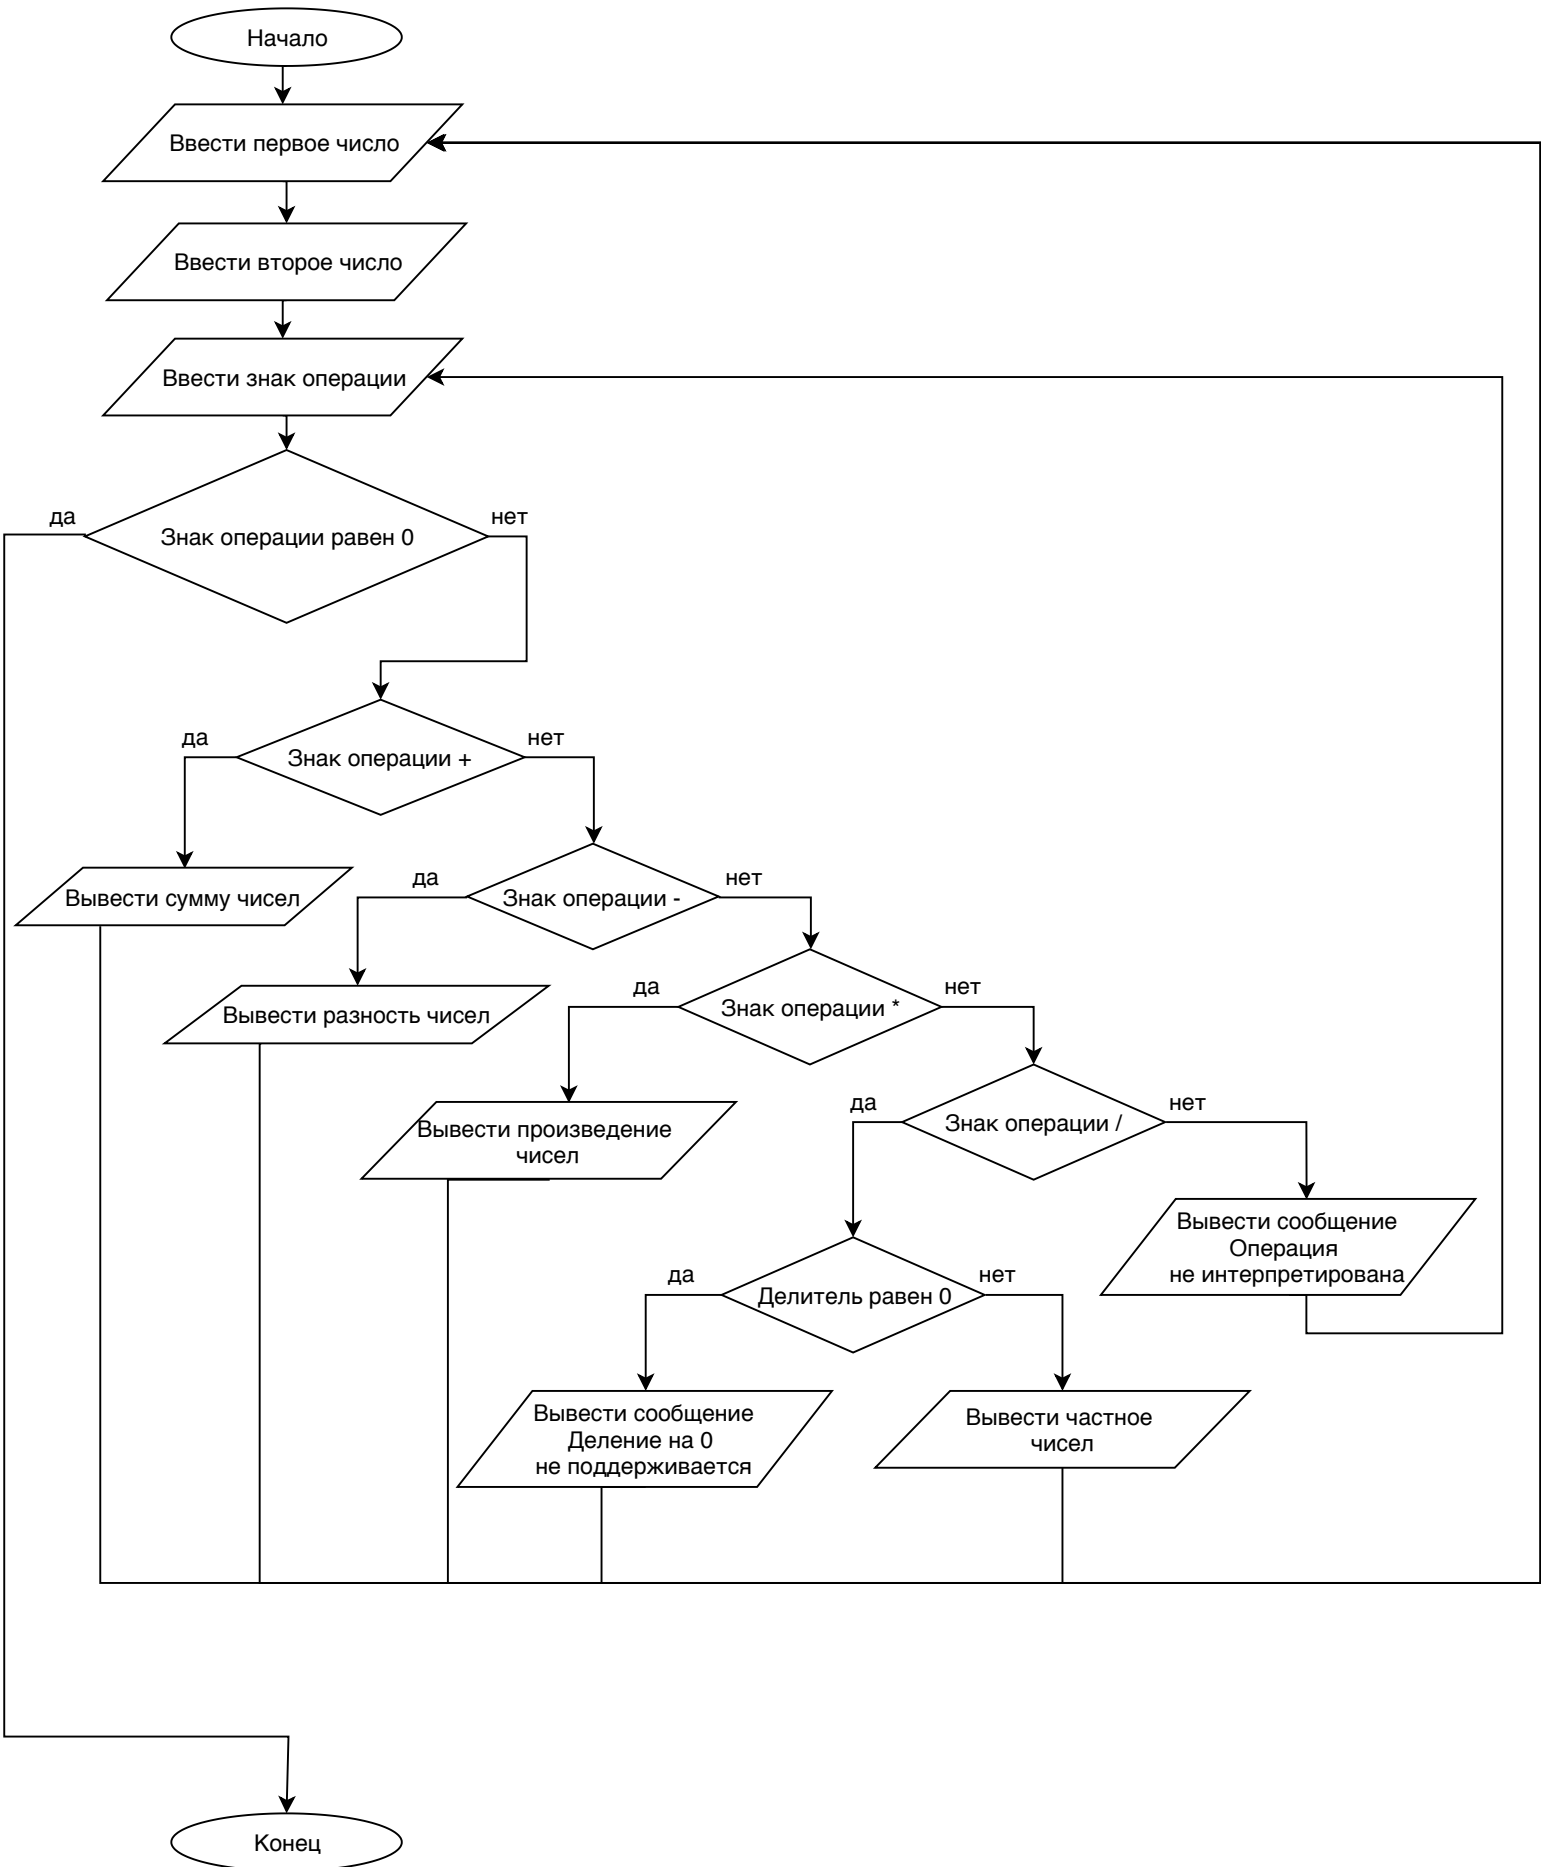 Начало
Ввести первое число
Ввести второе число
Ввести знак операции
да
нет
Знак операции равен 0
да
нет
Знак операции +
да
нет
Вывести сумму чисел
Знак операции -
да
нет
Вывести разность чисел
Знак операции *
да
нет
Вывести произведение
чисел
Знак операции /
Вывести сообщение
Операция
не интерпретирована
да
нет
Делитель равен 0
Вывести сообщение
Деление на 0
не поддерживается
Вывести частное
чисел
Конец